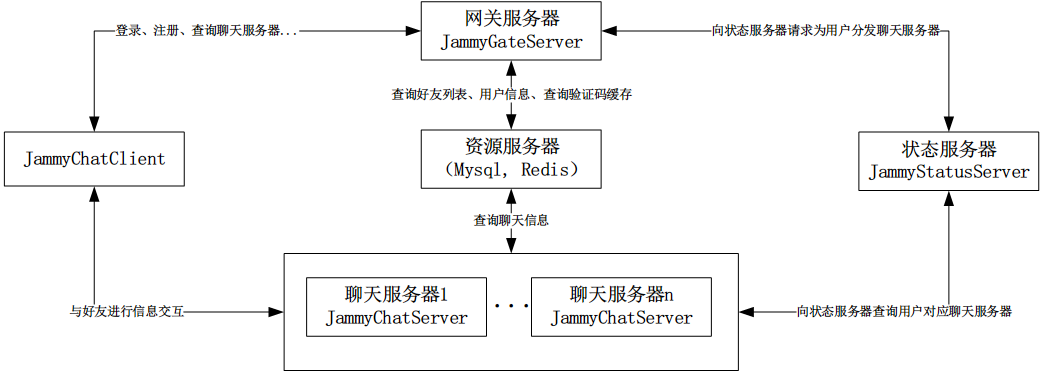 网关服务器
JammyGateServer
登录、注册、查询聊天服务器...
向状态服务器请求为用户分发聊天服务器
查询好友列表、用户信息、查询验证码缓存
JammyChatClient
资源服务器
（Mysql, Redis）
状态服务器
JammyStatusServer
查询聊天信息
聊天服务器1
JammyChatServer
...
聊天服务器n
JammyChatServer
与好友进行信息交互
向状态服务器查询用户对应聊天服务器